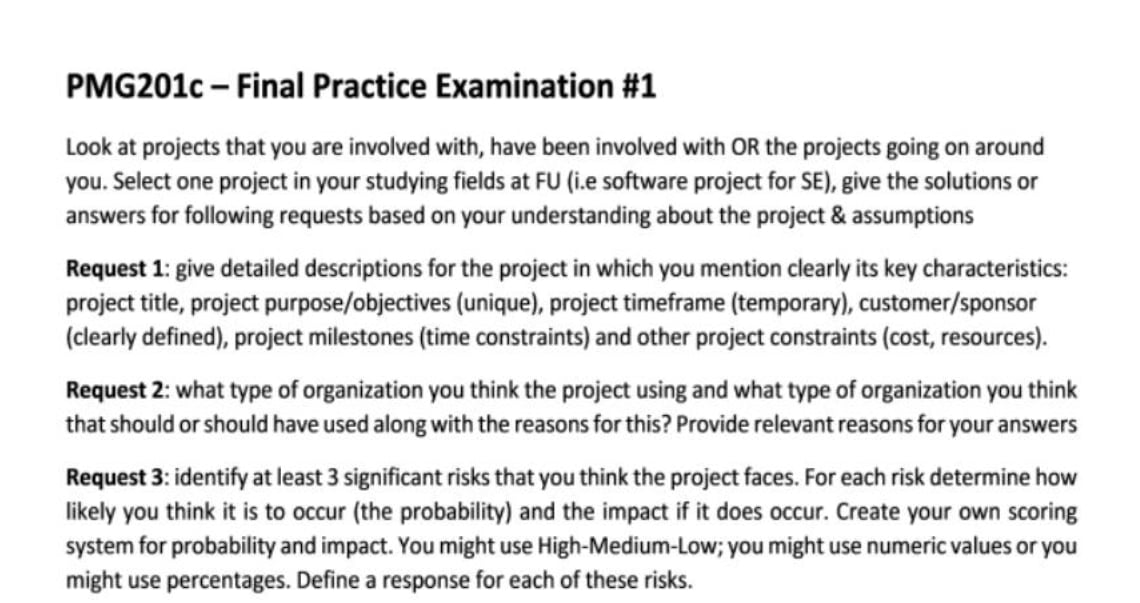 PMG201c – Final Practice Examination #1
Look at projects that you are involved with, have been involved with OR the projects going on around
you. Select one project in your studying fields at FU (i.e software project for SE), give the solutions or
answers for following requests based on your understanding about the project & assumptions
Request 1: give detailed descriptions for the project in which you mention clearly its key characteristics:
project title, project purpose/objectives (unique), project timeframe (temporary), customer/sponsor
(clearly defined), project milestones (time constraints) and other project constraints (cost, resources).
Request 2: what type of organization you think the project using and what type of organization you think
that should or should have used along with the reasons for this? Provide relevant reasons for your answers
Request 3: identify at least 3 significant risks that you think the project faces. For each risk determine how
likely you think it is to occur (the probability) and the impact if it does occur. Create your own scoring
system for probability and impact. You might use High-Medium-Low; you might use numeric values or you
might use percentages. Define a response for each of these risks.